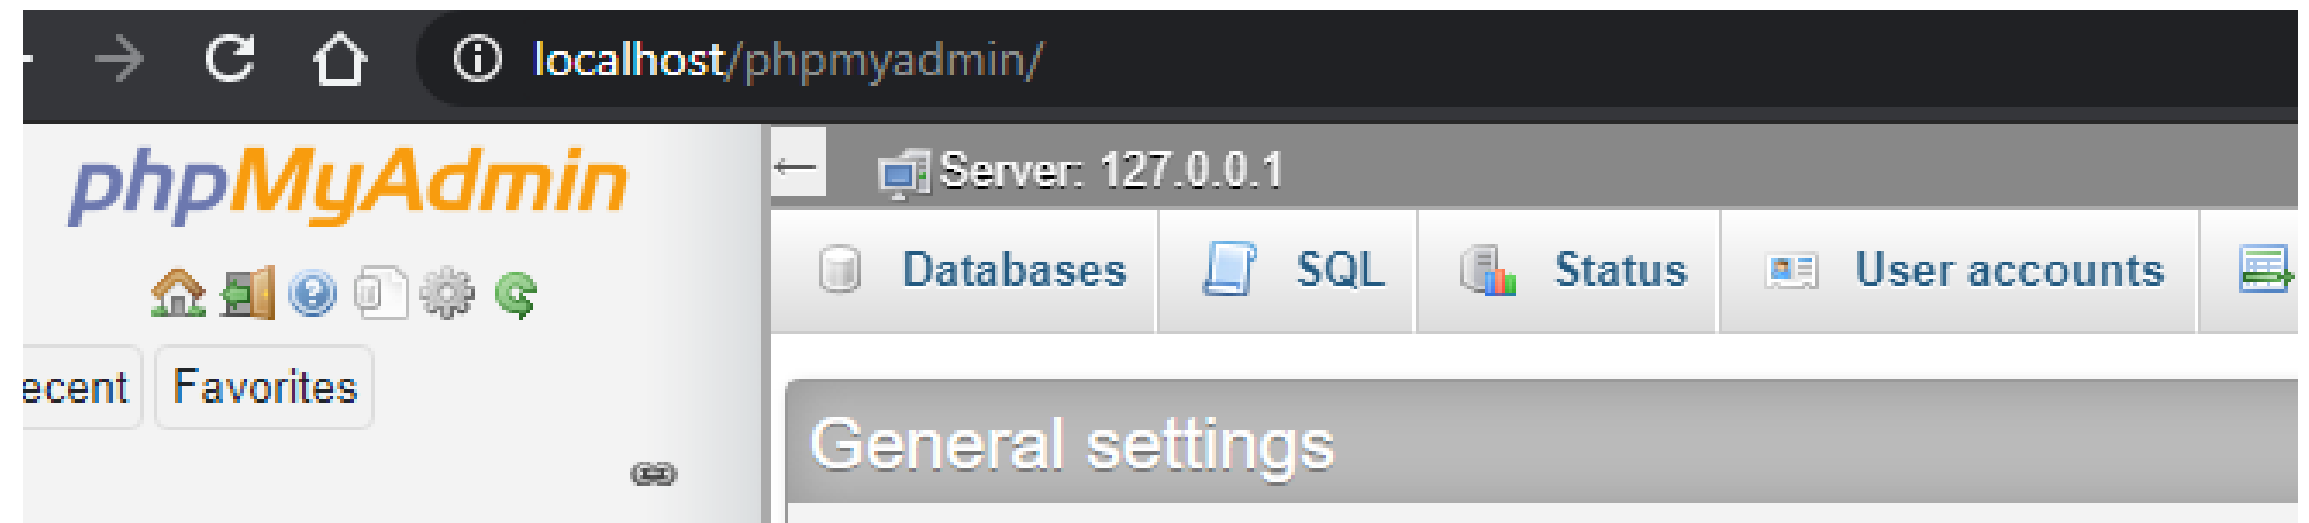 localhost/phpmyadmin/
phpMyAdmin
Server: 127.0.0.1
Databases SQL Status User accounts
ecent Favorites
General settings